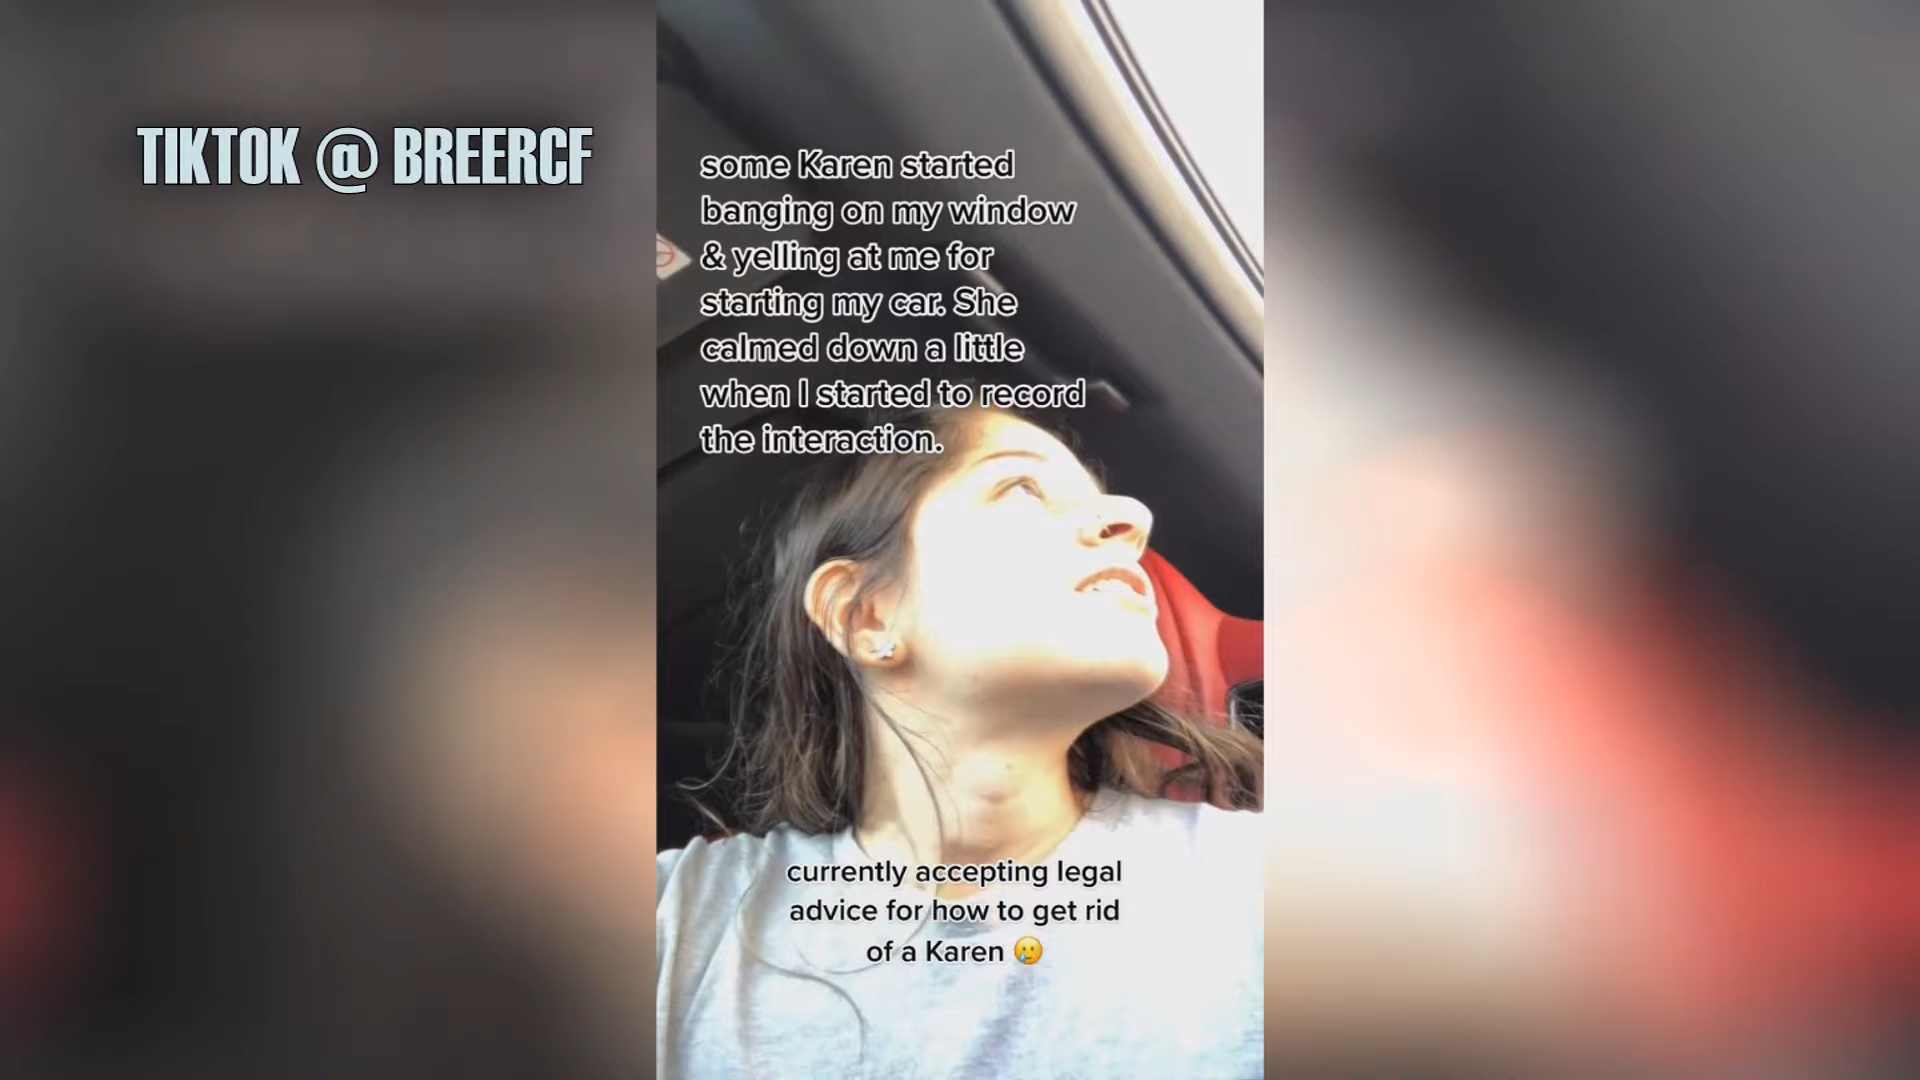 TIKTOK @ BREERCF
some Karen started
banging on my window
& yelling at me for
starting my car. She
calmed down a little
when I started to record
the interaction.
currently accepting legal
advice for how to get rid
of a Karen 🥲